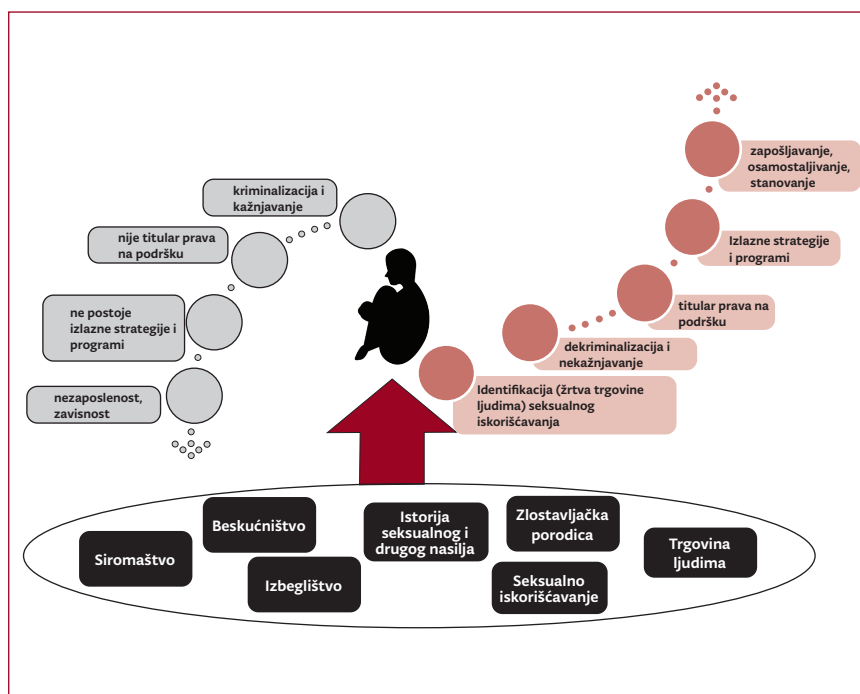 kriminalizacija i
kažnjavanje
nije titular prava
na podršku
ne postoje
izlazne strategije i
programi
nezaposlenost,
zavisnost
zapošljavanje,
osamostaljivanje,
stanovanje
Izlazne strategije
i programi
titular prava na
podršku
dekriminalizacija i
nekažnjavanje
Identifikacija (žrtva trgovine
ljudima) seksualnog
iskorišćavanja
Siromaštvo
Beskućništvo
Izbeglištvo
Istorija
seksualnog i
drugog nasilja
Zlostavljačka
porodica
Seksualno
iskorišćavanje
Trgovina
ljudima